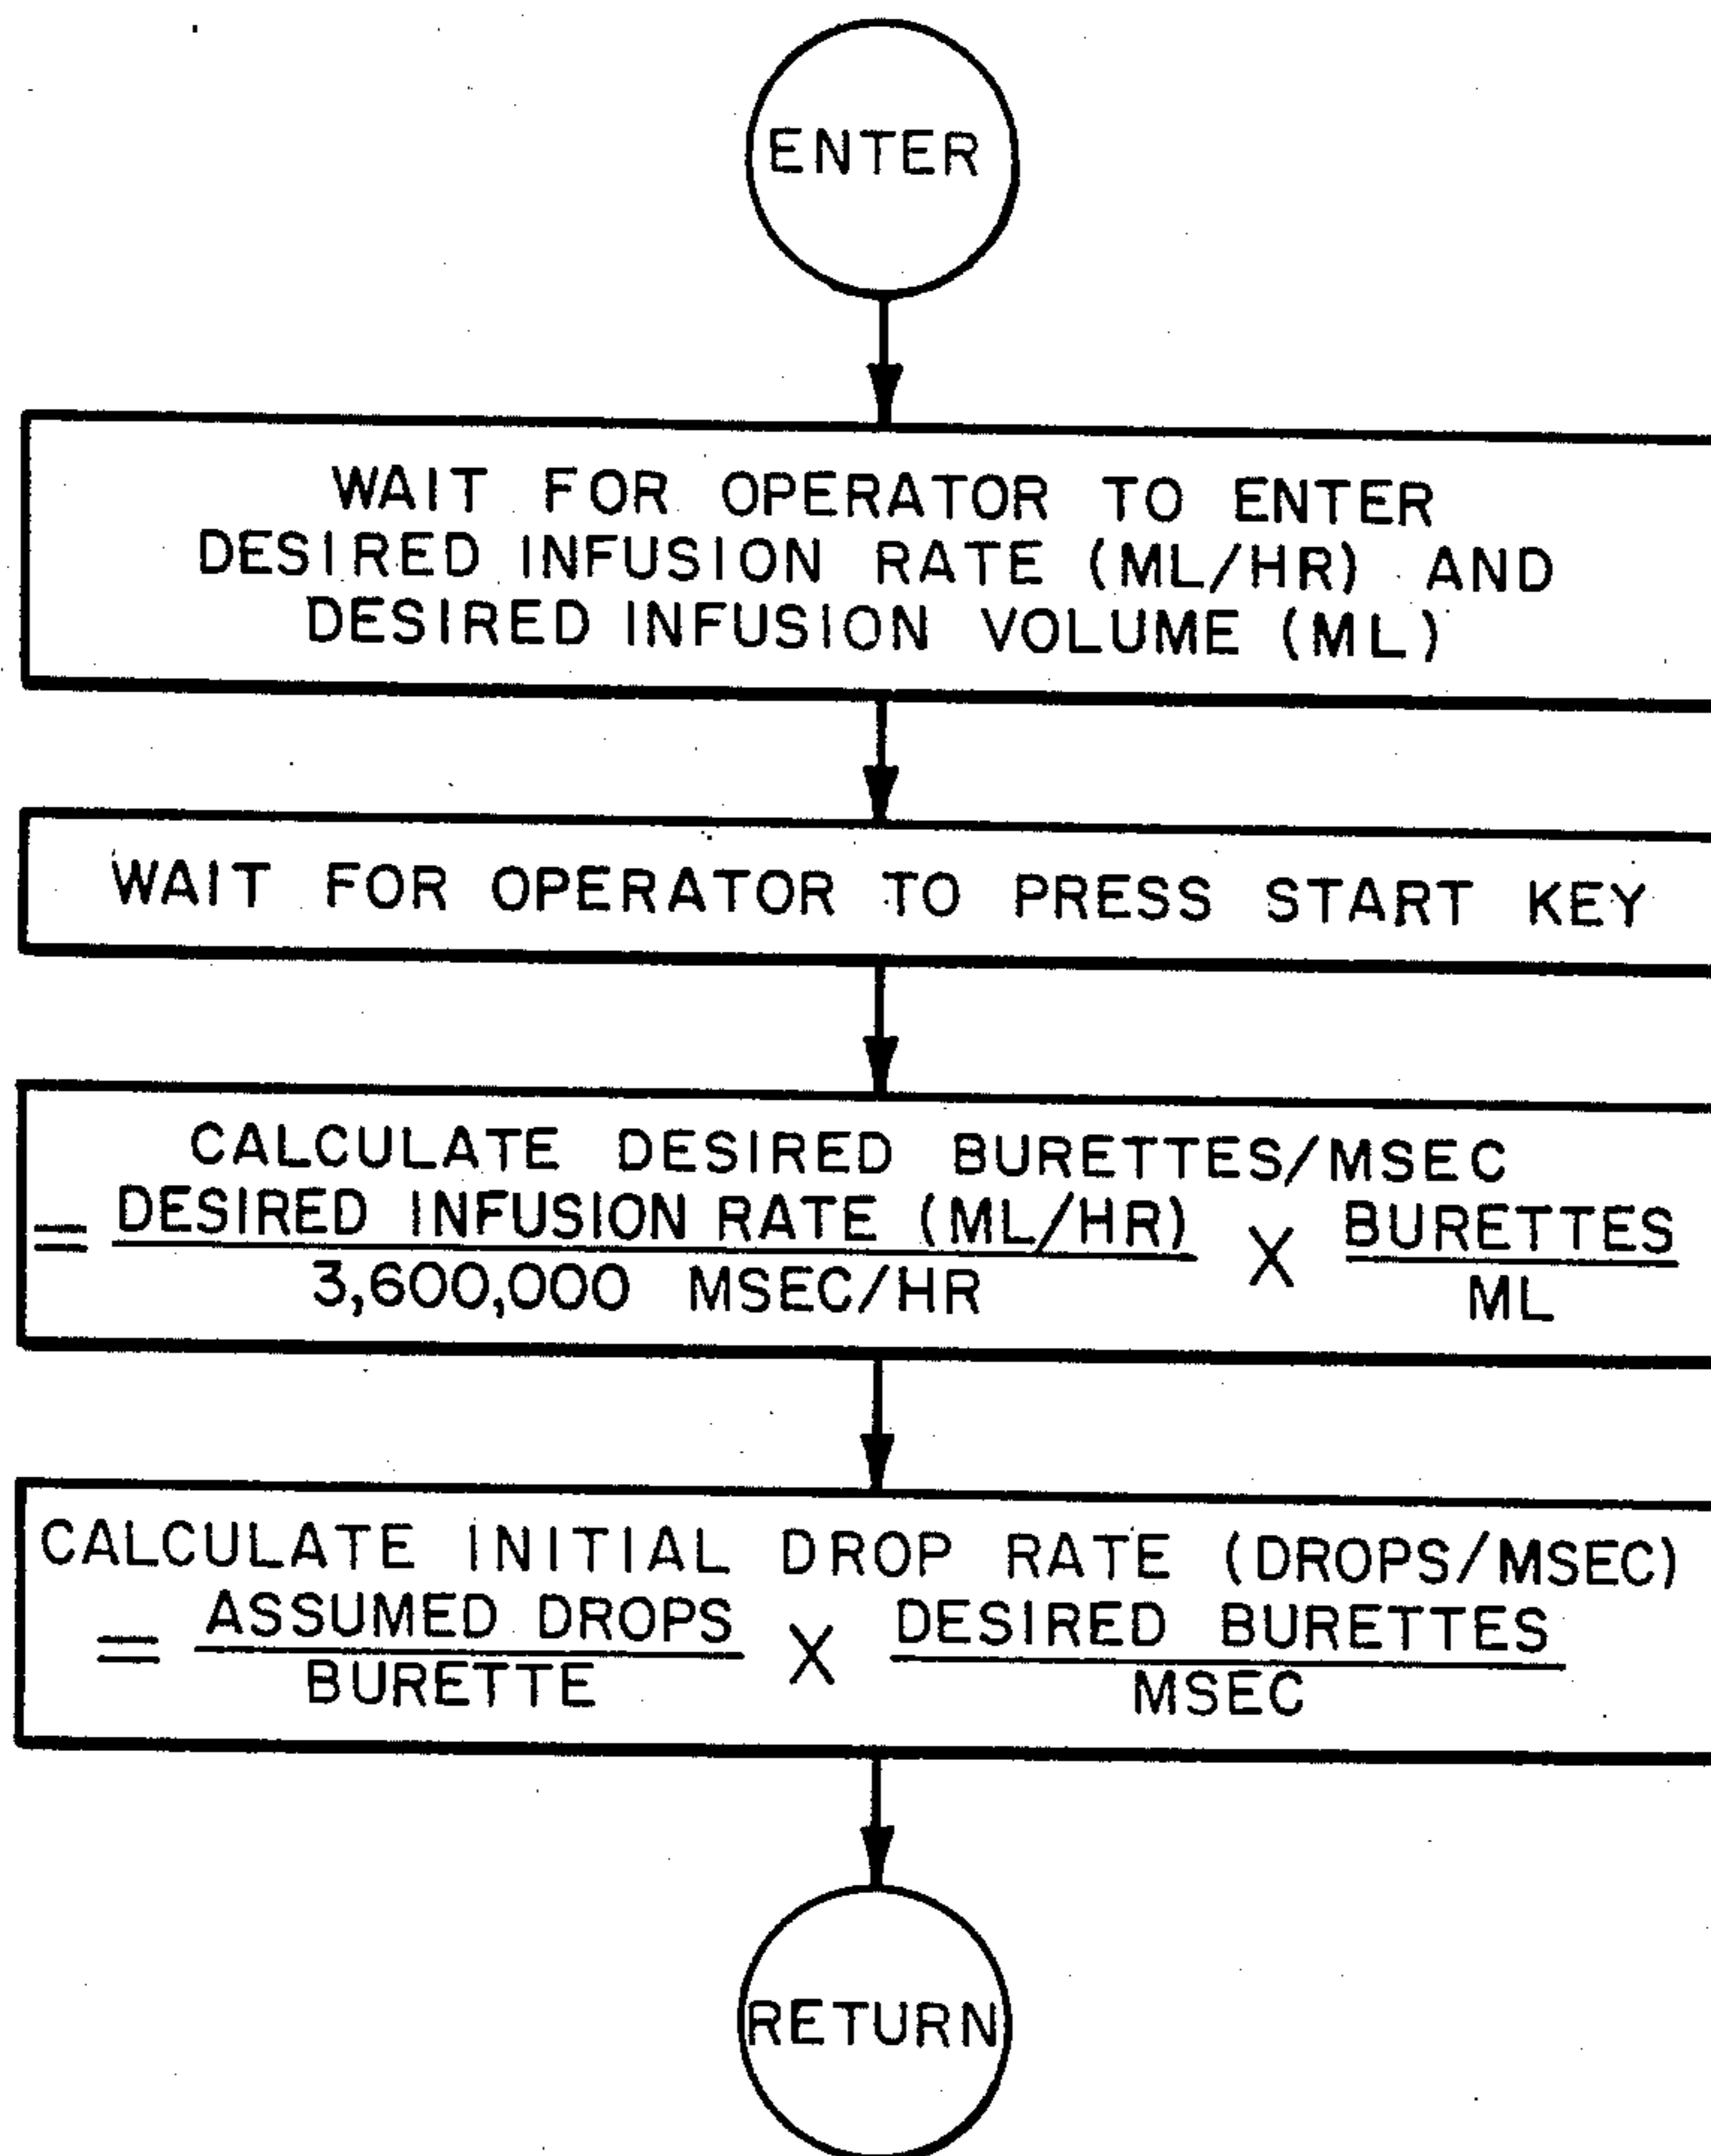 ENTER
WAIT FOR OPERATOR TO ENTER
DESIRED INFUSION RATE (ML/HR) AND
DESIRED INFUSION VOLUME (ML)
WAIT FOR OPERATOR TO PRESS START KEY
CALCULATE DESIRED BURETTES/MSEC
= DESIRED INFUSION RATE (ML/HR) X BURETTES
3,600,000 MSEC/HR ML
CALCULATE INITIAL DROP RATE (DROPS/MSEC)
= ASSUMED DROPS X DESIRED BURETTES
BURETTE MSEC
RETURN